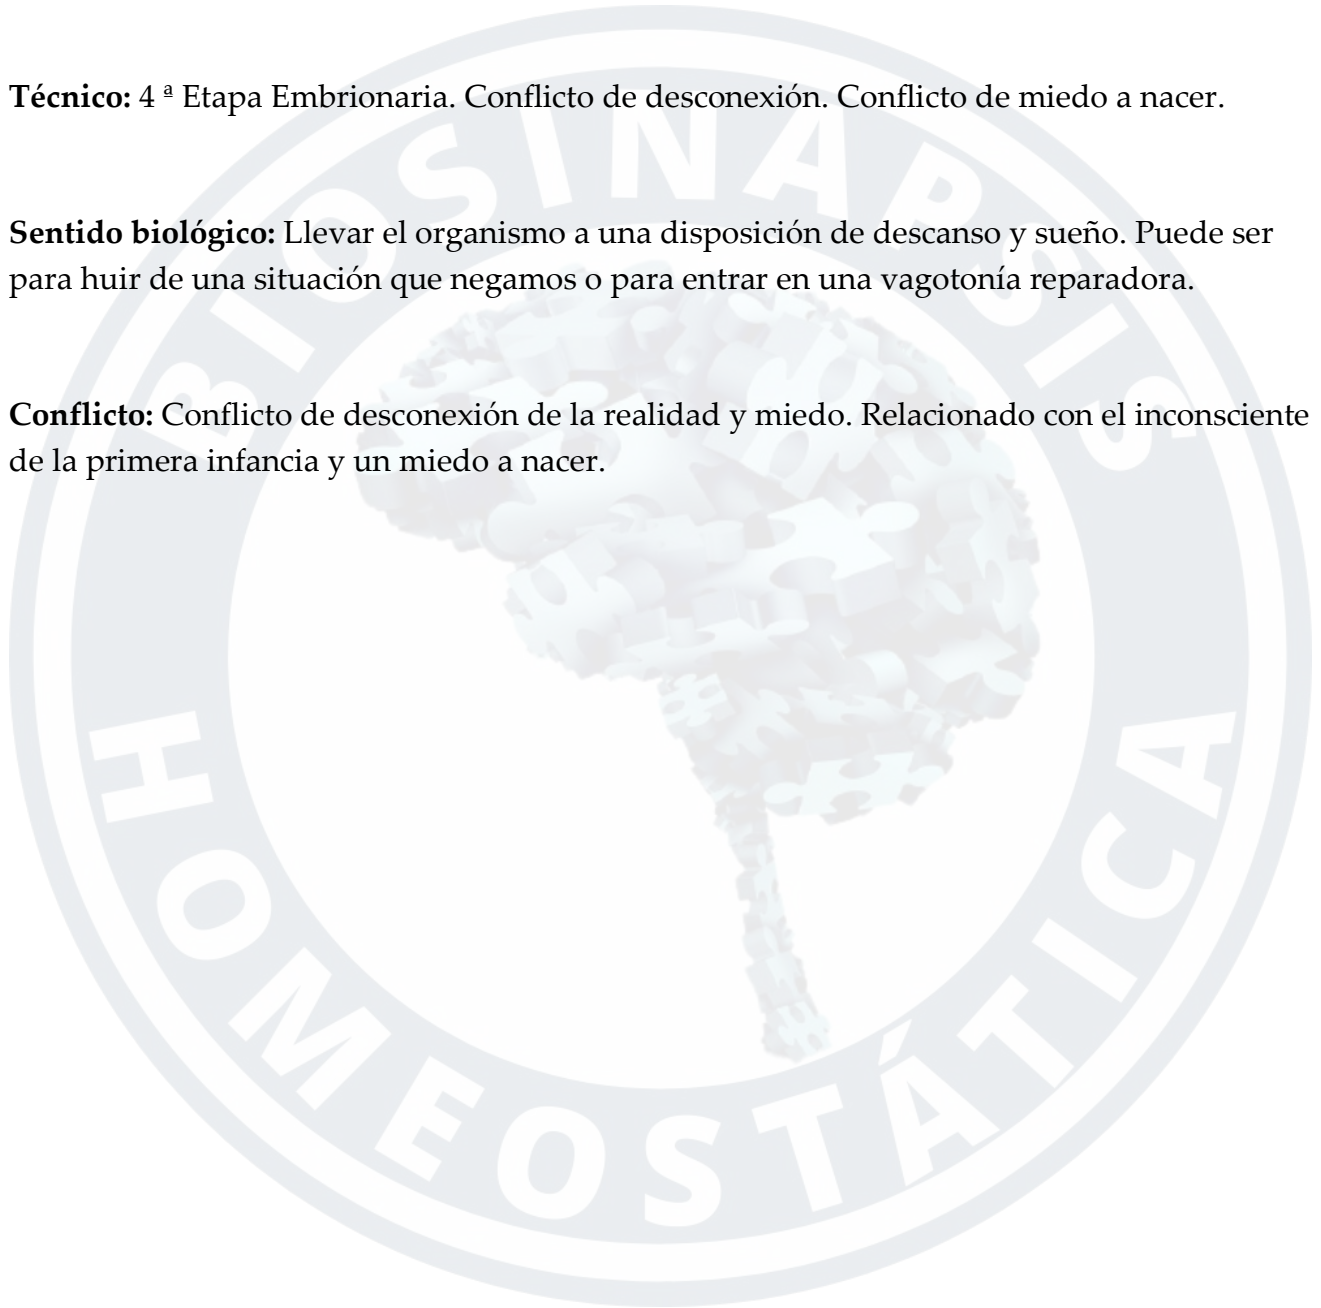 Técnico: 4 ª Etapa Embrionaria. Conflicto de desconexión. Conflicto de miedo a nacer.
Sentido biológico: Llevar el organismo a una disposición de descanso y sueño. Puede ser
para huir de una situación que negamos o para entrar en una vagotonía reparadora.
Conflicto: Conflicto de desconexión de la realidad y miedo. Relacionado con el inconsciente
de la primera infancia y un miedo a nacer.
BIOSINAPSIS
HOMEOSTÁTICA